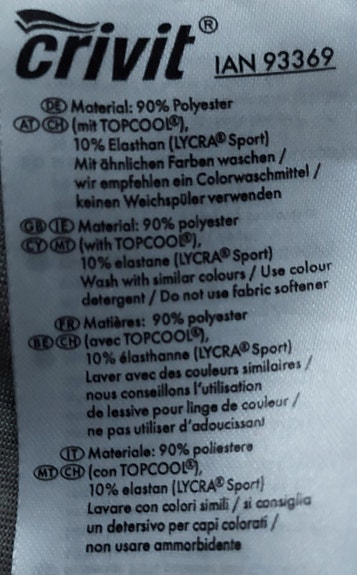 crivit® IAN 93369
DE Material: 90% Polyester
AT CH (mit TOPCOOL®),
10% Elasthan (LYCRA® Sport)
Mit ähnlichen Farben waschen /
wir empfehlen ein Colorwaschmittel /
keinen Weichspüler verwenden
GB IE Material: 90% polyester
CY MT (with TOPCOOL®),
10% elastane (LYCRA® Sport)
Wash with similar colours / Use colour
detergent / Do not use fabric softener
FR Matières: 90% polyester
BE CH (avec TOPCOOL®),
10% élasthanne (LYCRA® Sport)
Laver avec des couleurs similaires /
nous conseillons l'utilisation
de lessive pour linge de couleur /
ne pas utiliser d'adoucissant
IT Materiale: 90% poliestere
MT CH (con TOPCOOL®),
10% elastan (LYCRA® Sport)
Lavare con colori simili / si consiglia
un detersivo per capi colorati /
non usare ammorbidente